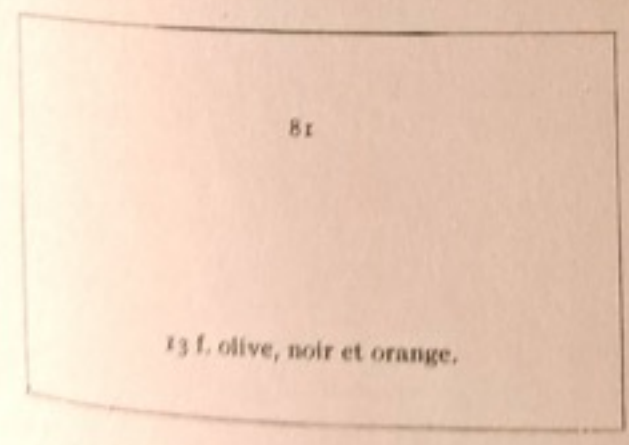 81
13 f. olive, noir et orange.